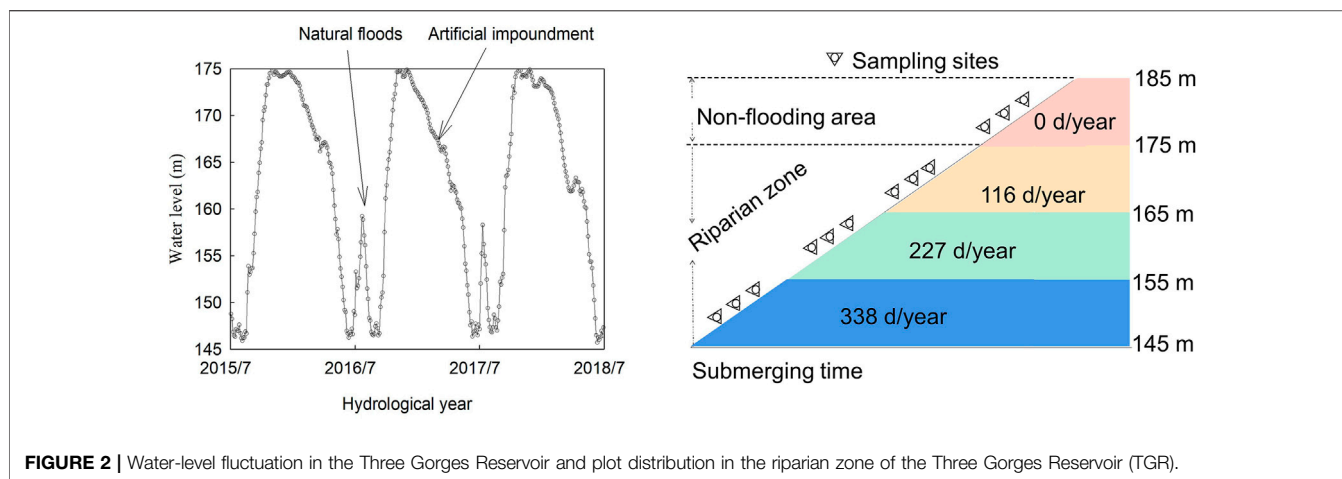 Natural floods
Artificial impoundment
175
170
165
160
155
150
145
Water level (m)
2015/7
2016/7
2017/7
2018/7
Hydrological year
Sampling sites
185 m
Non-flooding area
0 d/year
175 m
Riparian zone
116 d/year
165 m
227 d/year
155 m
338 d/year
145 m
Submerging time
FIGURE 2 | Water-level fluctuation in the Three Gorges Reservoir and plot distribution in the riparian zone of the Three Gorges Reservoir (TGR).